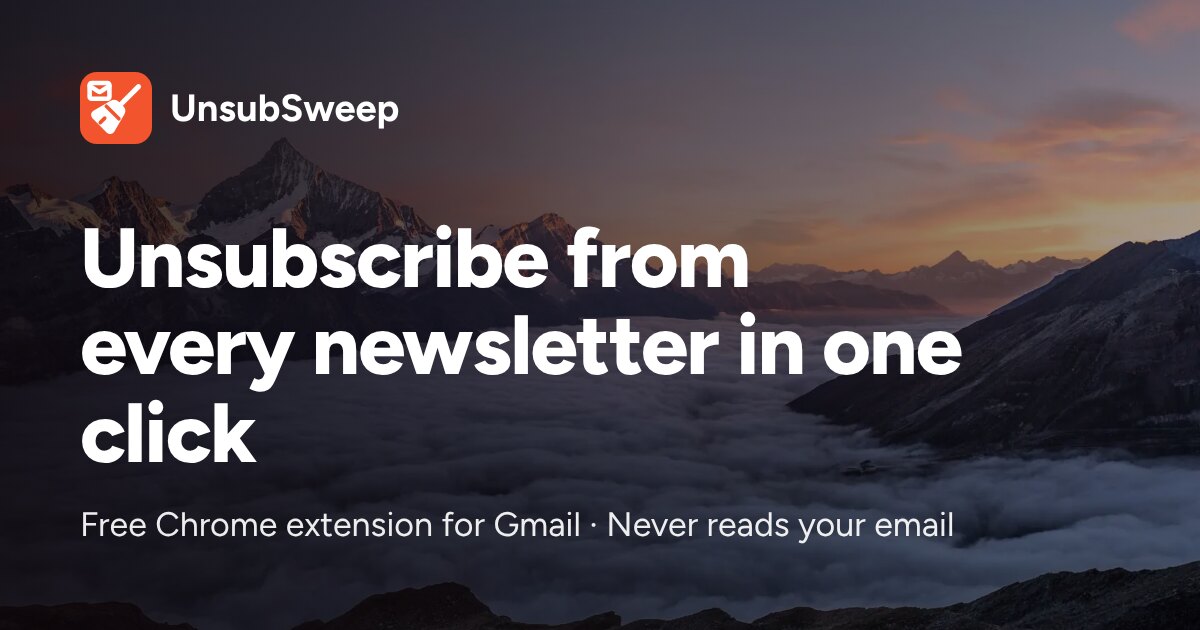 UnsubSweep
Unsubscribe from
every newsletter in one
click
Free Chrome extension for Gmail · Never reads your email